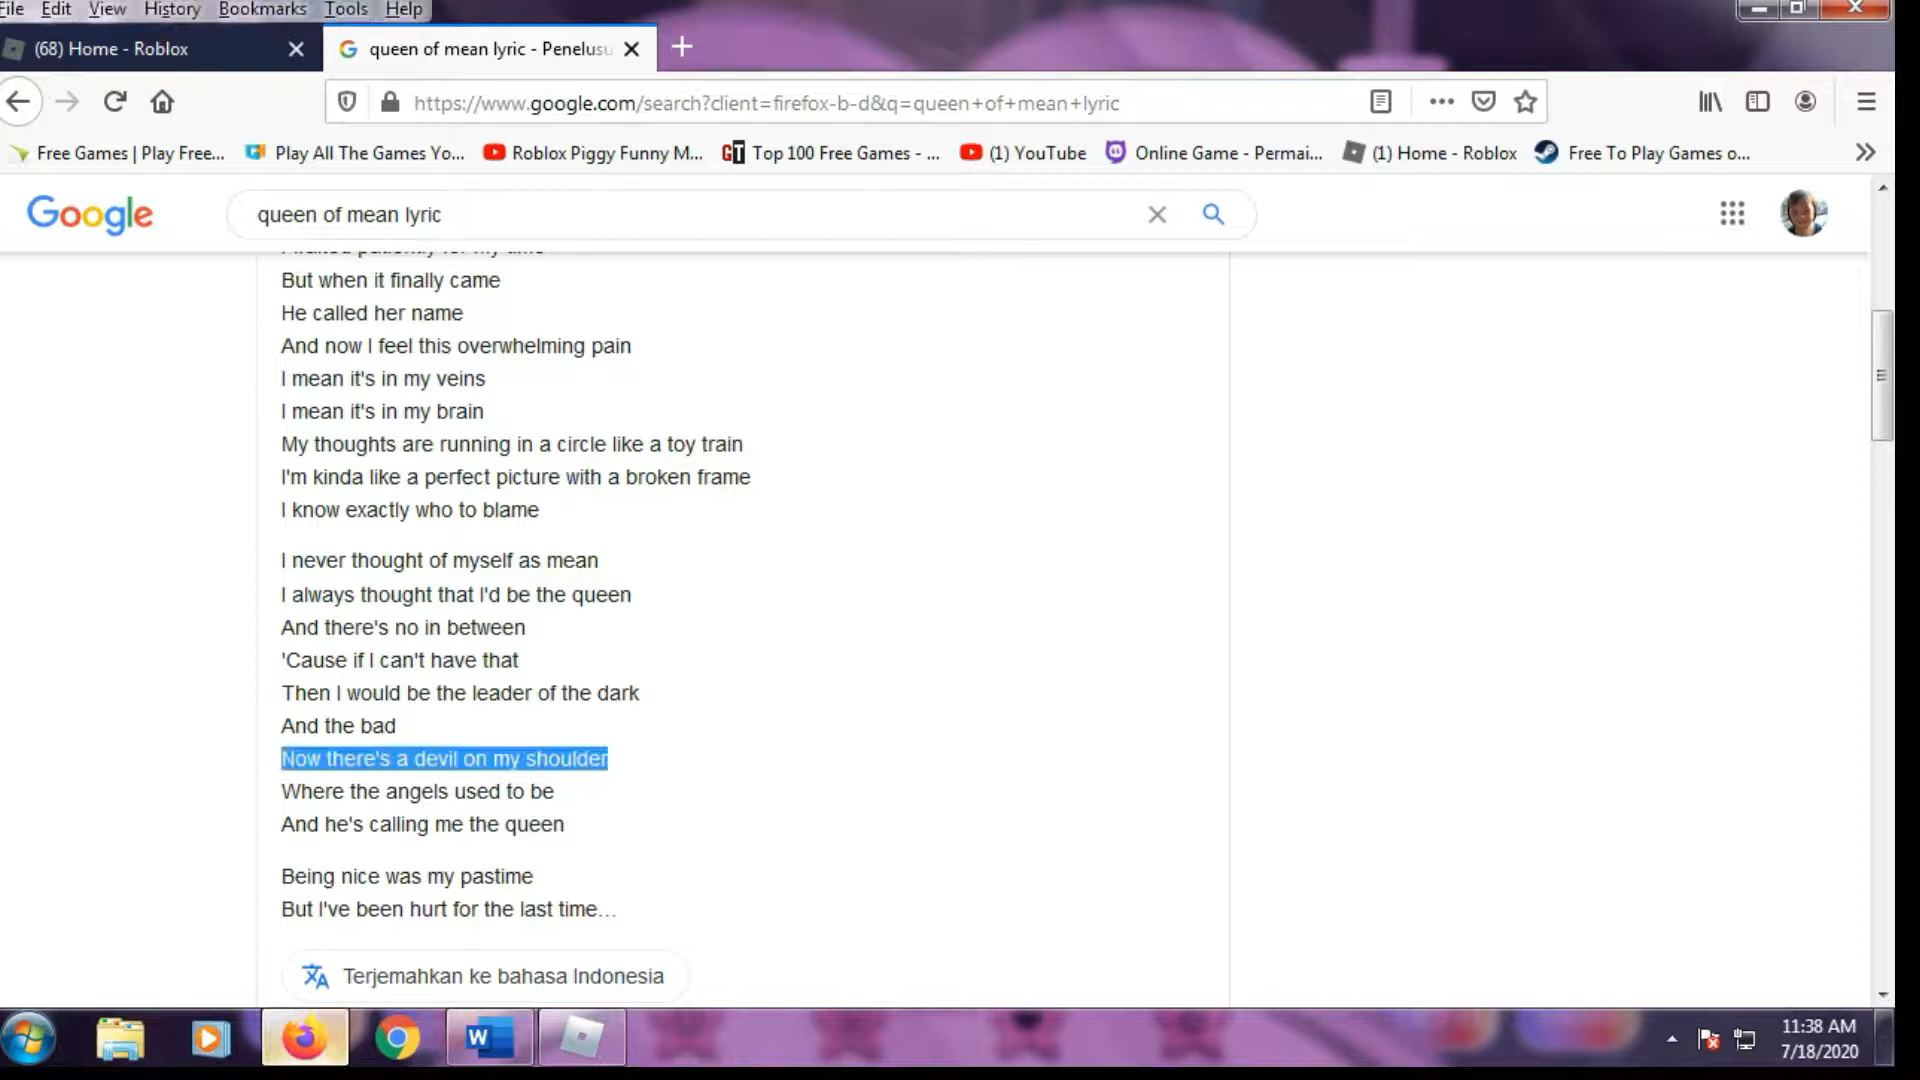 File Edit View History Bookmarks Tools Help
(68) Home - Roblox
queen of mean lyric - Penelusu
https://www.google.com/search?client=firefox-b-d&q=queen+of+mean+lyric
Free Games | Play Free... Play All The Games Yo... Roblox Piggy Funny M... GT Top 100 Free Games - ... (1) YouTube Online Game - Permai... (1) Home - Roblox Free To Play Games o...
Google
queen of mean lyric
But when it finally came
He called her name
And now I feel this overwhelming pain
I mean it's in my veins
I mean it's in my brain
My thoughts are running in a circle like a toy train
I'm kinda like a perfect picture with a broken frame
I know exactly who to blame
I never thought of myself as mean
I always thought that I'd be the queen
And there's no in between
'Cause if I can't have that
Then I would be the leader of the dark
And the bad
Now there's a devil on my shoulder
Where the angels used to be
And he's calling me the queen
Being nice was my pastime
But I've been hurt for the last time...
Terjemahkan ke bahasa Indonesia
W
11:38 AM
7/18/2020